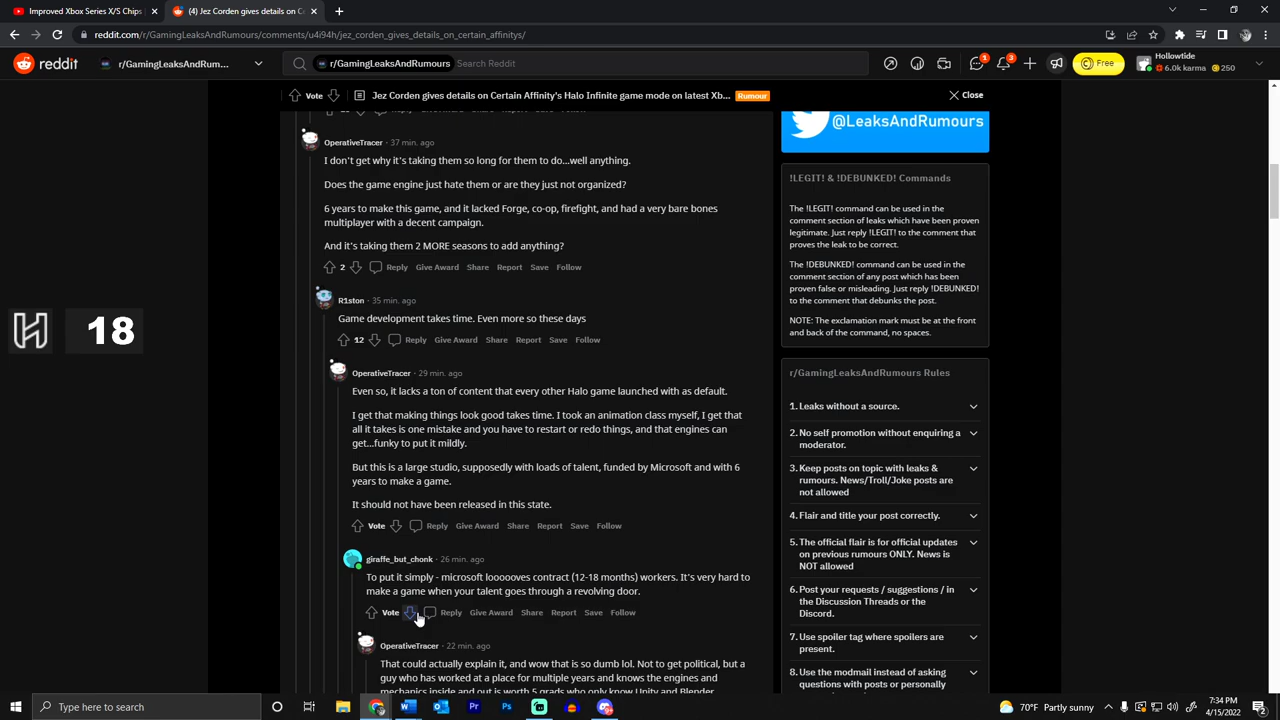 Improved Xbox Series X/S Chips
(4) Jez Corden gives details on Ce
reddit.com/r/GamingLeaksAndRumours/comments/u4i94h/jez_corden_gives_details_on_certain_affinitys/
reddit
r/GamingLeaksAndRum...
r/GamingLeaksAndRumours
Search Reddit
1
3
Free
Hollowtide
6.0k karma
250
Vote
Jez Corden gives details on Certain Affinity's Halo Infinite game mode on latest Xb...
Rumour
Close
OperativeTracer · 37 min. ago
I don't get why it's taking them so long for them to do...well anything.
Does the game engine just hate them or are they just not organized?
6 years to make this game, and it lacked Forge, co-op, firefight, and had a very bare bones
multiplayer with a decent campaign.
And it's taking them 2 MORE seasons to add anything?
2 Reply Give Award Share Report Save Follow
R1ston · 35 min. ago
Game development takes time. Even more so these days
12 Reply Give Award Share Report Save Follow
OperativeTracer · 29 min. ago
Even so, it lacks a ton of content that every other Halo game launched with as default.
I get that making things look good takes time. I took an animation class myself, I get that
all it takes is one mistake and you have to restart or redo things, and that engines can
get...funky to put it mildly.
But this is a large studio, supposedly with loads of talent, funded by Microsoft and with 6
years to make a game.
It should not have been released in this state.
Vote Reply Give Award Share Report Save Follow
giraffe_but_chonk · 26 min. ago
To put it simply - microsoft loooooves contract (12-18 months) workers. It's very hard to
make a game when your talent goes through a revolving door.
Vote Reply Give Award Share Report Save Follow
OperativeTracer · 22 min. ago
That could actually explain it, and wow that is so dumb lol. Not to get political, but a
guy who has worked at a place for multiple years and knows the engines and
mechanics inside and out is worth 5 grads who only know Unity and Blender
H 18
@LeaksAndRumours
!LEGIT! & !DEBUNKED! Commands
The !LEGIT! command can be used in the
comment section of leaks which have been proven
legitimate. Just reply !LEGIT! to the comment that
proves the leak to be correct.
The !DEBUNKED! command can be used in the
comment section of any post which has been
proven false or misleading. Just reply !DEBUNKED!
to the comment that debunks the post.
NOTE: The exclamation mark must be at the front
and back of the command, no spaces.
r/GamingLeaksAndRumours Rules
1. Leaks without a source.
2. No self promotion without enquiring a
moderator.
3. Keep posts on topic with leaks &
rumours. News/Troll/Joke posts are
not allowed
4. Flair and title your post correctly.
5. The official flair is for official updates
on previous rumours ONLY. News is
NOT allowed
6. Post your requests / suggestions / in
the Discussion Threads or the
Discord.
7. Use spoiler tag where spoilers are
present.
8. Use the modmail instead of asking
questions with posts or personally
Type here to search
Pr
Ps
70°F Partly sunny
7:34 PM
4/15/2022